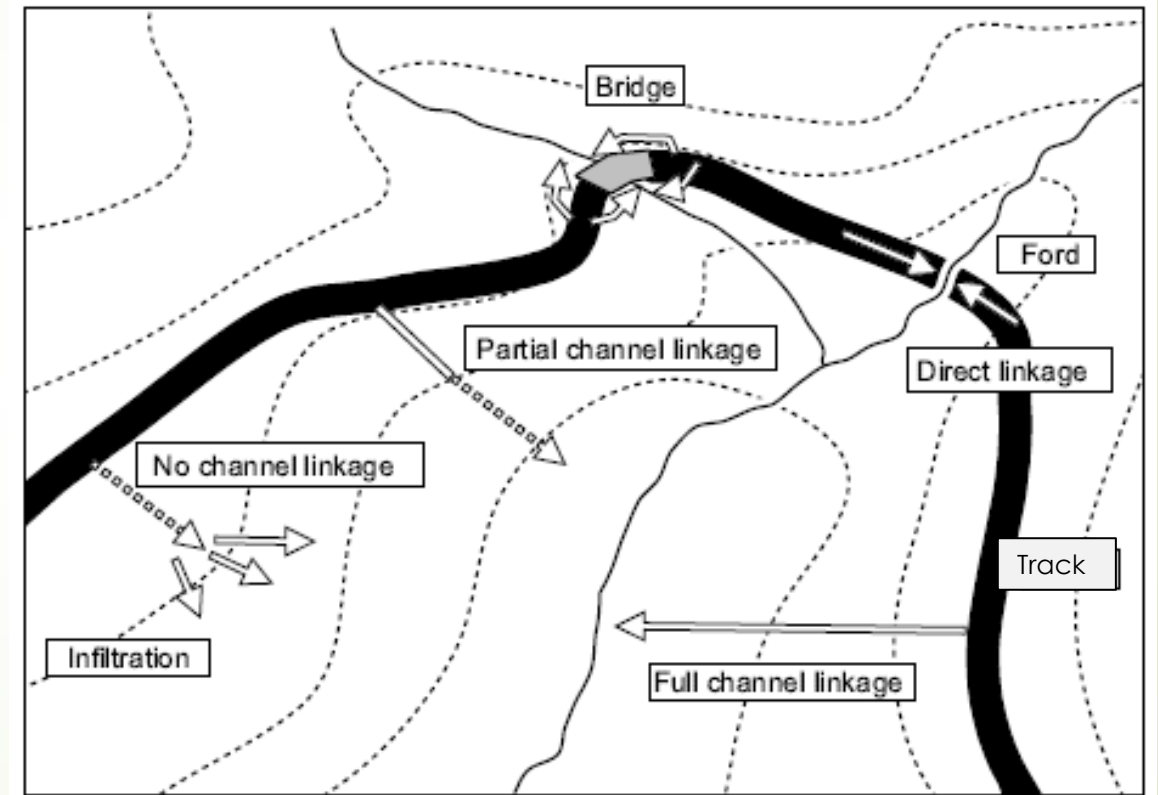 Bridge
Ford
Partial channel linkage
Direct linkage
No channel linkage
Track
Infiltration
Full channel linkage